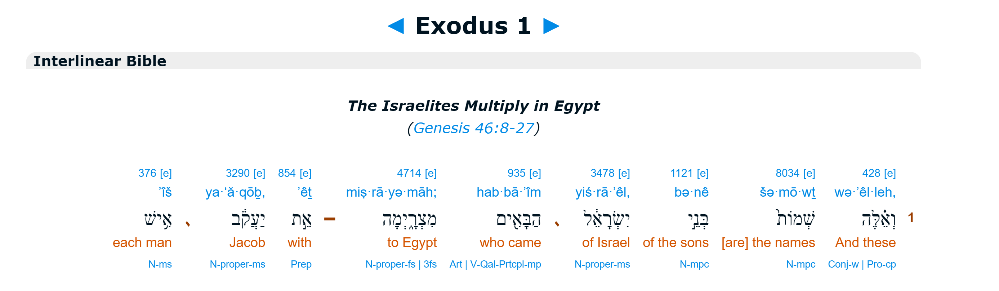 ◄ Exodus 1 ►
Interlinear Bible
The Israelites Multiply in Egypt
(Genesis 46:8-27)
376 [e] 3290 [e] 854 [e] 4714 [e] 935 [e] 3478 [e] 1121 [e] 8034 [e] 428 [e]
’îš ya·‘ă·qōḇ, ’êṯ miṣ·rā·yə·māh; hab·bā·’îm yiś·rā·’êl, bə·nê šə·mō·wṯ wə·’êl·leh,
1 וְאֵ֗לֶּה שְׁמוֹת֙ בְּנֵ֣י יִשְׂרָאֵ֔ל ، הַבָּאִ֖ים מִצְרָ֑יְמָה – אֵ֣ת יַעֲקֹ֔ב ، אִ֥ישׁ
each man Jacob with to Egypt who came of Israel of the sons [are] the names And these
N-ms N-proper-ms Prep N-proper-fs | 3fs Art | V-Qal-Prtcpl-mp N-proper-ms N-mpc N-mpc Conj-w | Pro-cp